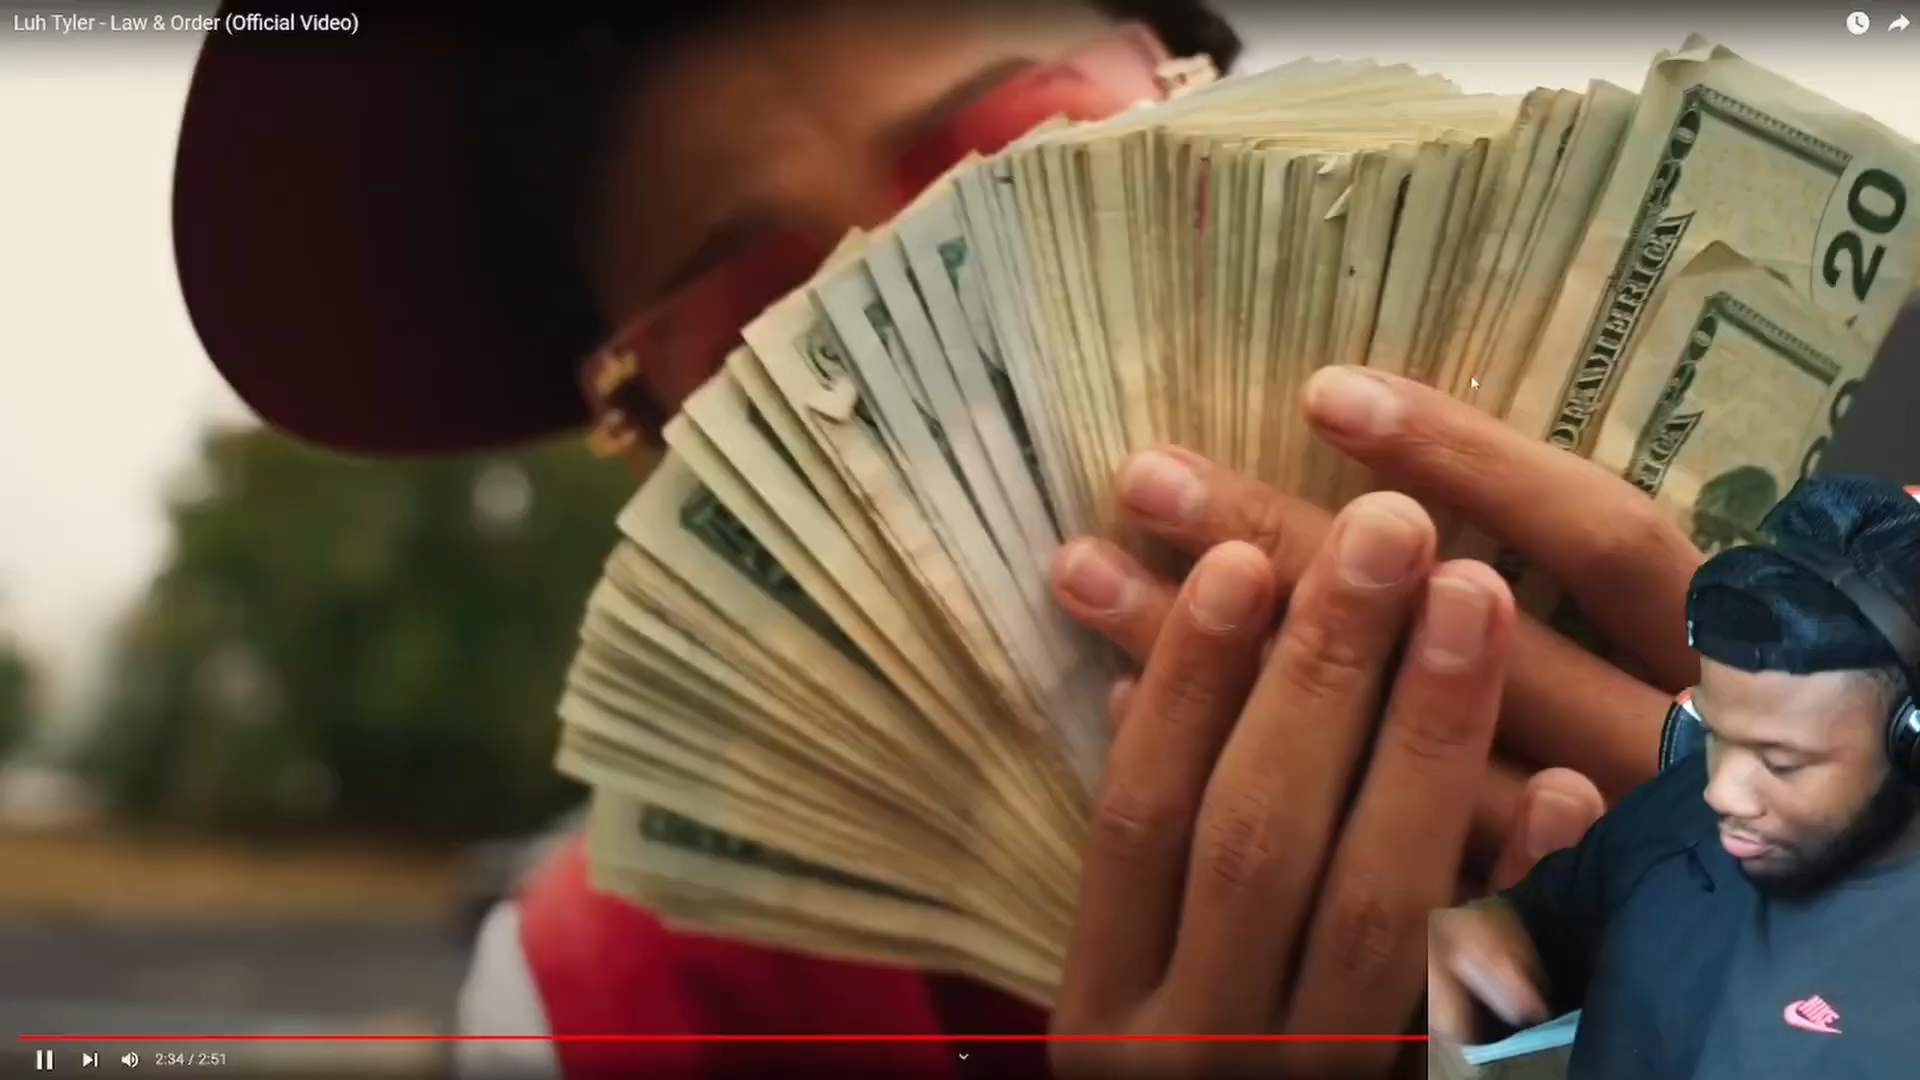 Luh Tyler - Law & Order (Official Video)
20
OF AMERICA
2:34 / 2:51
NIKE